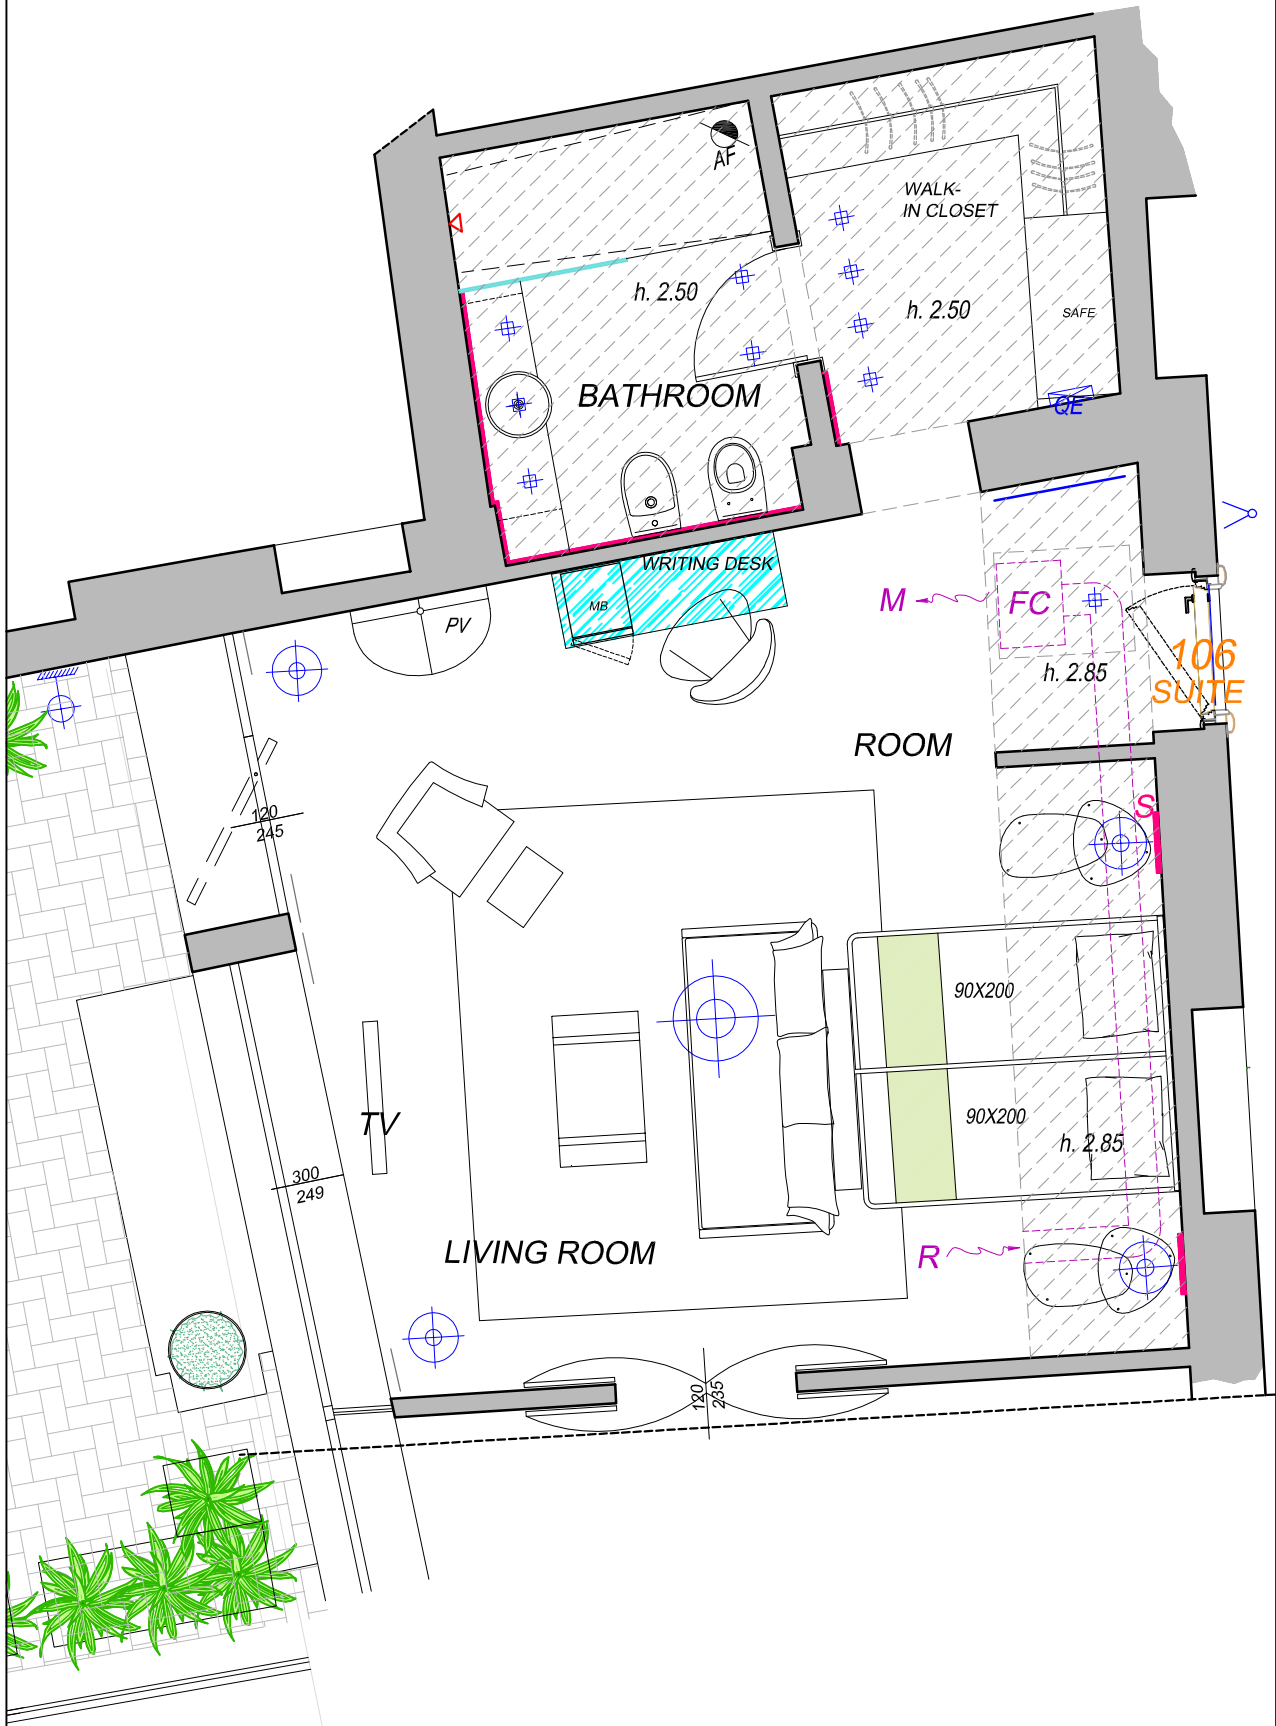 AF
WALK-
IN CLOSET
h. 2.50
h. 2.50
SAFE
BATHROOM
QE
WRITING DESK
MB
PV
M
FC
h. 2.85
106
SUITE
ROOM
S
120
245
90X200
90X200
TV
h. 2.85
300
249
LIVING ROOM
R
120
235